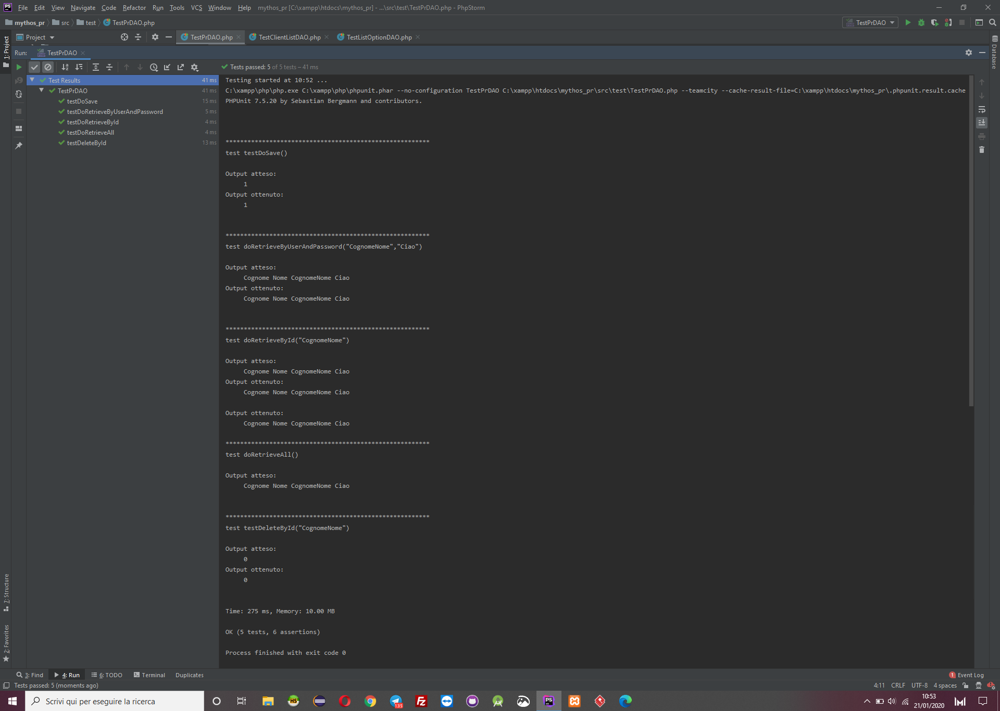 PS File Edit View Navigate Code Refactor Run Tools VCS Window Help mythos_pr [C:\xampp\htdocs\mythos_pr] - ...\src\test\TestPrDAO.php - PhpStorm
mythos_pr src test TestPrDAO.php TestPrDAO
Project TestPrDAO.php TestClientListDAO.php TestListOptionDAO.php
1: Project
Database
Run: TestPrDAO
Tests passed: 5 of 5 tests – 41 ms
Test Results 41 ms
TestPrDAO 41 ms
testDoSave 15 ms
testDoRetrieveByUserAndPassword 5 ms
testDoRetrieveById 4 ms
testDoRetrieveAll 4 ms
testDeleteById 13 ms
Testing started at 10:52 ...
C:\xampp\php\php.exe C:\xampp\php\phpunit.phar --no-configuration TestPrDAO C:\xampp\htdocs\mythos_pr\src\test\TestPrDAO.php --teamcity --cache-result-file=C:\xampp\htdocs\mythos_pr\.phpunit.result.cache
PHPUnit 7.5.20 by Sebastian Bergmann and contributors.
********************************************************
test testDoSave()
Output atteso:
1
Output ottenuto:
1
********************************************************
test doRetrieveByUserAndPassword("CognomeNome","Ciao")
Output atteso:
Cognome Nome CognomeNome Ciao
Output ottenuto:
Cognome Nome CognomeNome Ciao
********************************************************
test doRetrieveById("CognomeNome")
Output atteso:
Cognome Nome CognomeNome Ciao
Output ottenuto:
Cognome Nome CognomeNome Ciao
Output ottenuto:
Cognome Nome CognomeNome Ciao
********************************************************
test doRetrieveAll()
Output atteso:
Cognome Nome CognomeNome Ciao
********************************************************
test testDeleteById("CognomeNome")
Output atteso:
0
Output ottenuto:
0
Time: 275 ms, Memory: 10.00 MB
OK (5 tests, 6 assertions)
Process finished with exit code 0
7: Structure
2: Favorites
3: Find 4: Run 6: TODO Terminal Duplicates 1 Event Log
Tests passed: 5 (moments ago) 4:11 CRLF UTF-8 4 spaces
Scrivi qui per eseguire la ricerca HS 135 Fz PS 10:53
21/01/2020